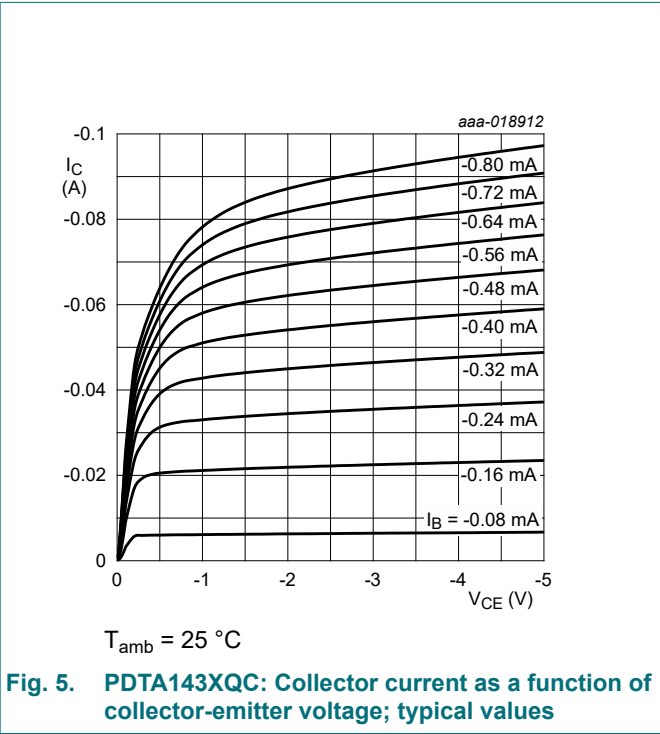 aaa-018912
-0.1
I_C
(A)
-0.08
-0.06
-0.04
-0.02
0
-0.80 mA
-0.72 mA
-0.64 mA
-0.56 mA
-0.48 mA
-0.40 mA
-0.32 mA
-0.24 mA
-0.16 mA
I_B = -0.08 mA
0 -1 -2 -3 -4 -5
V_CE (V)
T_amb = 25 °C
Fig. 5. PDTA143XQC: Collector current as a function of
collector-emitter voltage; typical values